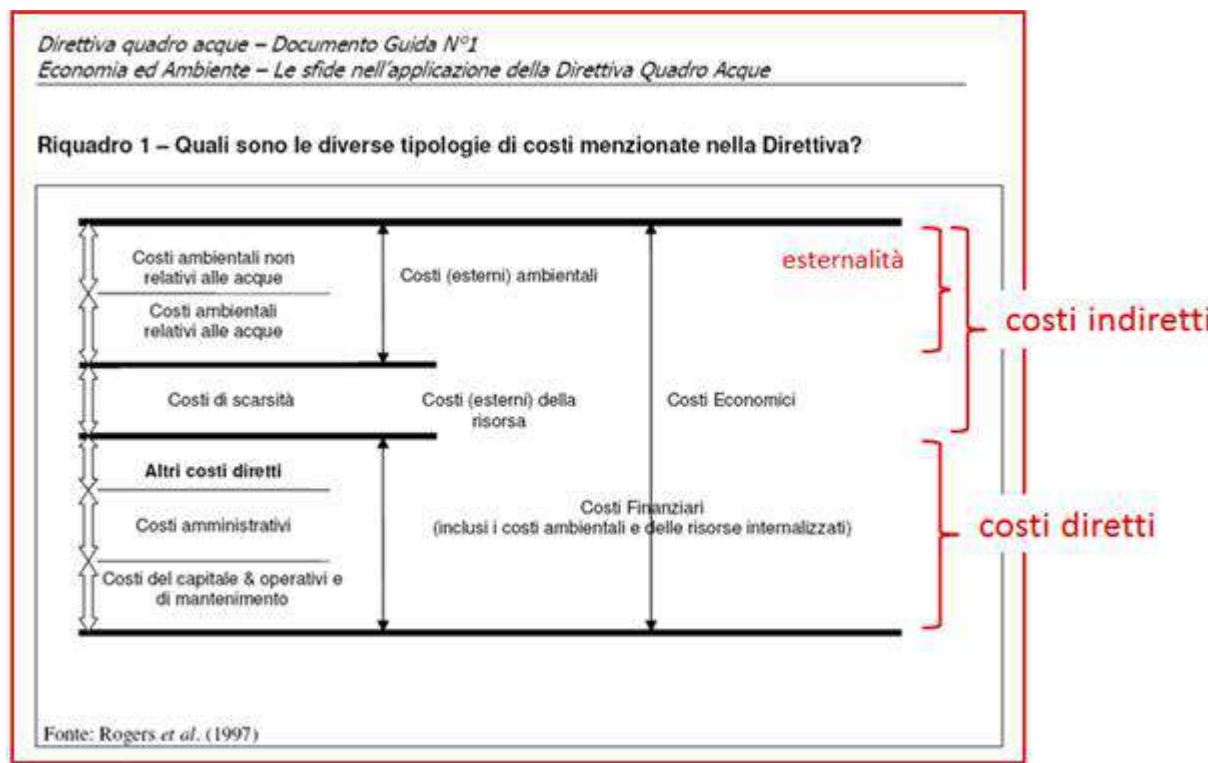 Direttiva quadro acque – Documento Guida N°1
Economia ed Ambiente – Le sfide nell'applicazione della Direttiva Quadro Acque
Riquadro 1 – Quali sono le diverse tipologie di costi menzionate nella Direttiva?
Costi ambientali non
relativi alle acque
Costi (esterni) ambientali
esternalità
Costi ambientali
relativi alle acque
costi indiretti
Costi di scarsità
Costi (esterni) della
risorsa
Costi Economici
Altri costi diretti
Costi amministrativi
Costi Finanziari
(inclusi i costi ambientali e delle risorse internalizzati)
costi diretti
Costi del capitale & operativi e
di mantenimento
Fonte: Rogers et al. (1997)